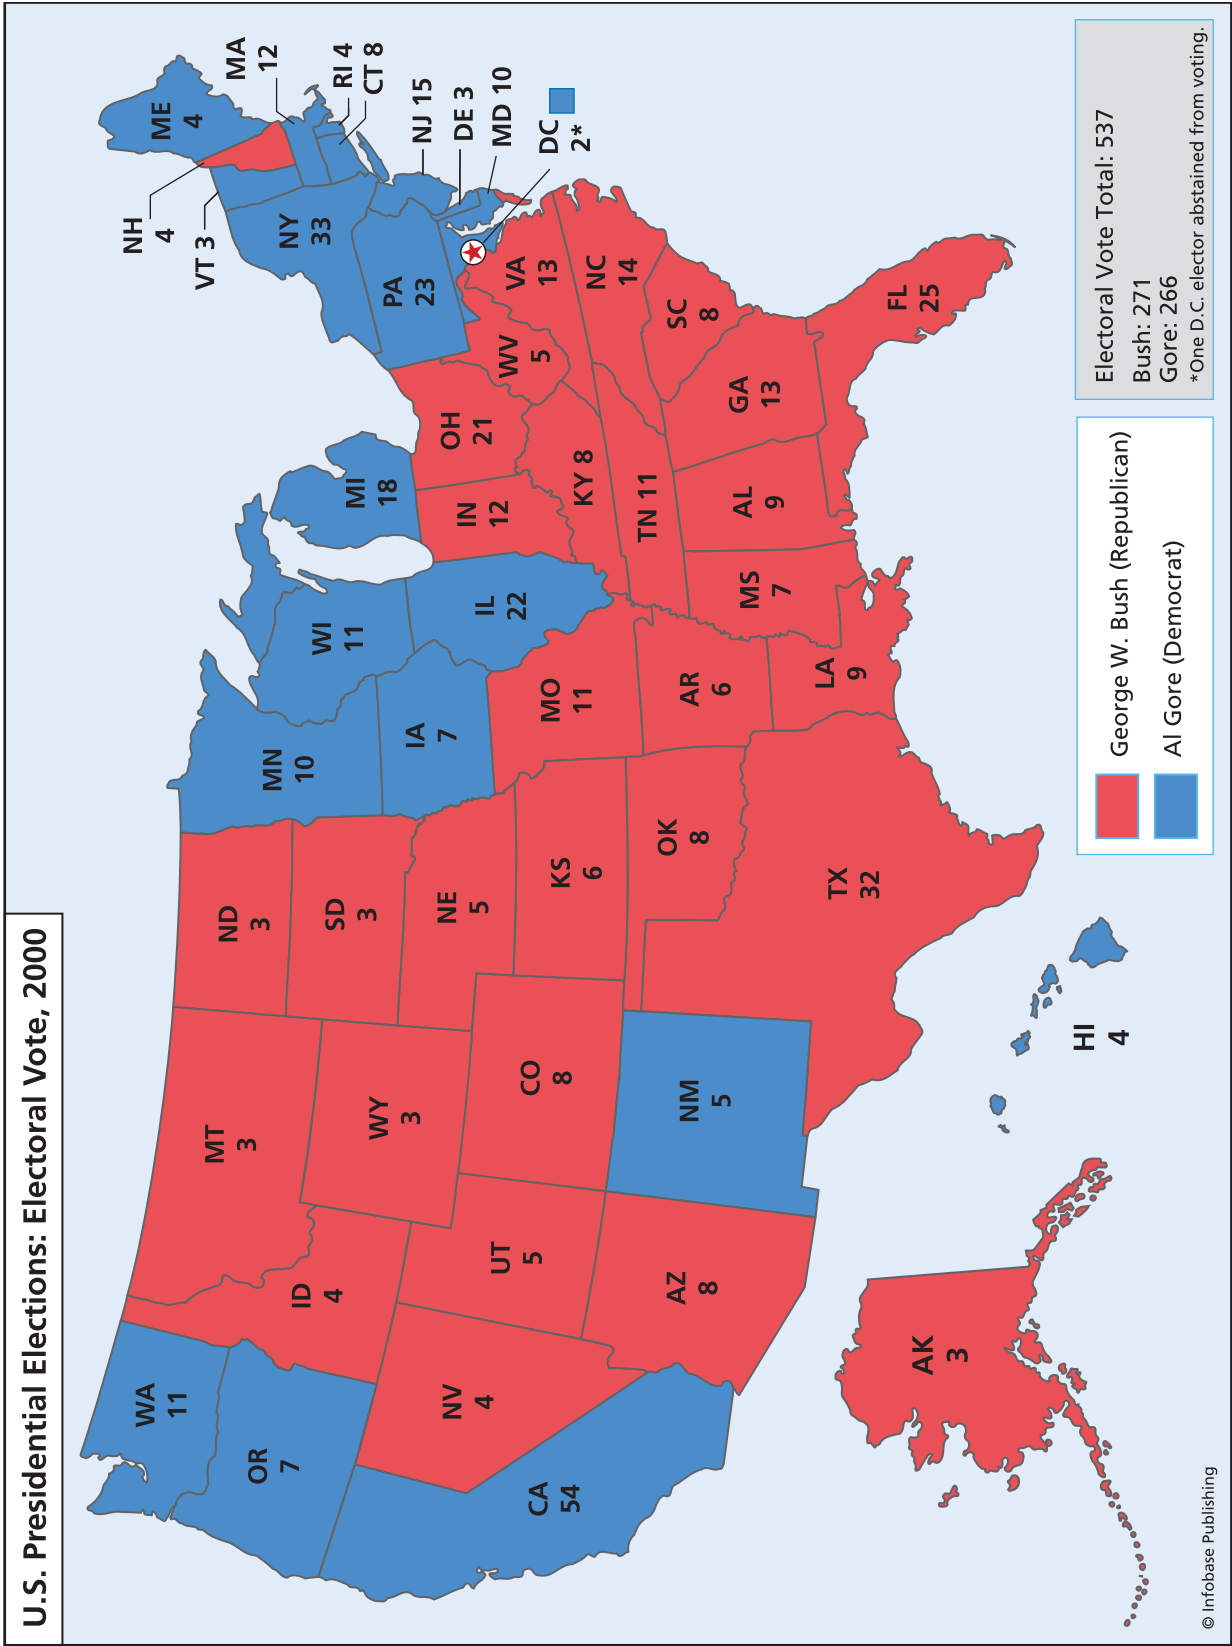 U.S. Presidential Elections: Electoral Vote, 2000
WA
11
OR
7
CA
54
NV
4
ID
4
MT
3
WY
3
UT
5
AZ
8
CO
8
NM
5
ND
3
SD
3
NE
5
KS
6
OK
8
TX
32
MN
10
IA
7
MO
11
AR
6
LA
9
WI
11
IL
22
MI
18
IN
12
OH
21
KY 8
TN 11
MS
7
AL
9
GA
13
FL
25
SC
8
NC
14
VA
13
WV
5
PA
23
NY
33
VT 3
NH
4
ME
4
MA
12
RI 4
CT 8
NJ 15
DE 3
MD 10
DC
2*
AK
3
HI
4
George W. Bush (Republican)
Al Gore (Democrat)
Electoral Vote Total: 537
Bush: 271
Gore: 266
*One D.C. elector abstained from voting.
© Infobase Publishing